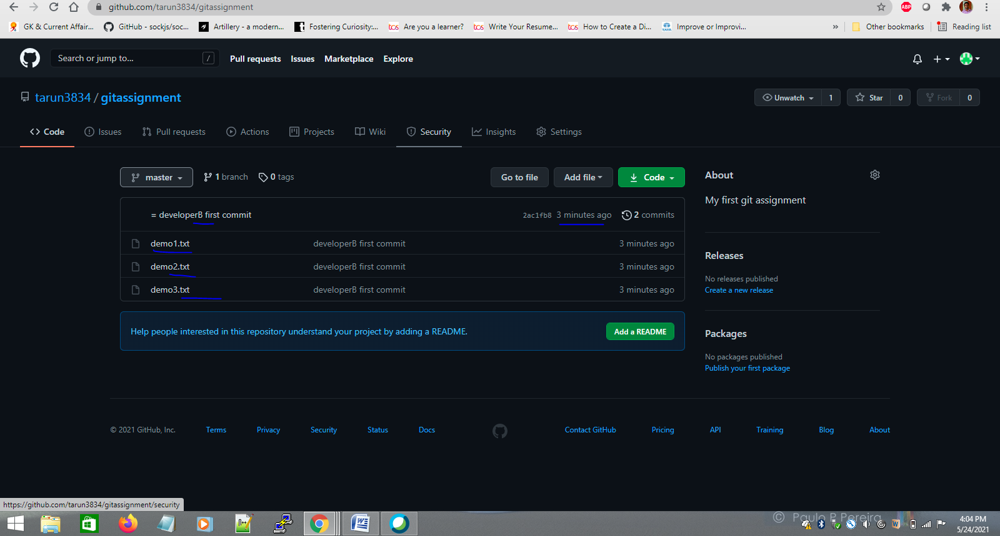 github.com/tarun3834/gitassignment
GK & Current Affair...
GitHub - sockjs/soc...
Artillery - a modern...
Fostering Curiosity:...
tcs Are you a learner?
tcs Write Your Resume...
tcs How to Create a Di...
TATA Improve or Improvi...
»
Other bookmarks
Reading list
ABP
Search or jump to...
/
Pull requests
Issues
Marketplace
Explore
tarun3834 / gitassignment
Unwatch 1
Star 0
Fork 0
Code
Issues
Pull requests
Actions
Projects
Wiki
Security
Insights
Settings
master
1 branch
0 tags
Go to file
Add file
Code
= developerB first commit 2ac1fb8 3 minutes ago 2 commits
demo1.txt developerB first commit 3 minutes ago
demo2.txt developerB first commit 3 minutes ago
demo3.txt developerB first commit 3 minutes ago
Help people interested in this repository understand your project by adding a README.
Add a README
About
My first git assignment
Releases
No releases published
Create a new release
Packages
No packages published
Publish your first package
© 2021 GitHub, Inc.
Terms
Privacy
Security
Status
Docs
Contact GitHub
Pricing
API
Training
Blog
About
https://github.com/tarun3834/gitassignment/security
© Paulo P Pereira
4:04 PM
5/24/2021